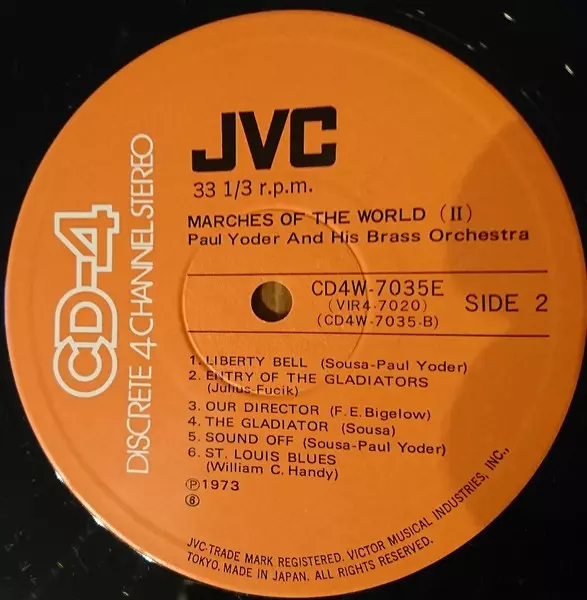 JVC
33 1/3 r.p.m.
MARCHES OF THE WORLD (II)
Paul Yoder And His Brass Orchestra
CD4W-7035E
(VIR4-7020)
(CD4W-7035-B)
SIDE 2
1. LIBERTY BELL (Sousa-Paul Yoder)
2. ENTRY OF THE GLADIATORS
(Julius-Fucik)
3. OUR DIRECTOR (F.E.Bigelow)
4. THE GLADIATOR (Sousa)
5. SOUND OFF (Sousa-Paul Yoder)
6. ST. LOUIS BLUES
(William C. Handy)
Ⓟ1973
⑥
CD-4
DISCRETE 4 CHANNEL STEREO
JVC-TRADE MARK REGISTERED. VICTOR MUSICAL INDUSTRIES, INC.,
TOKYO. MADE IN JAPAN. ALL RIGHTS RESERVED.